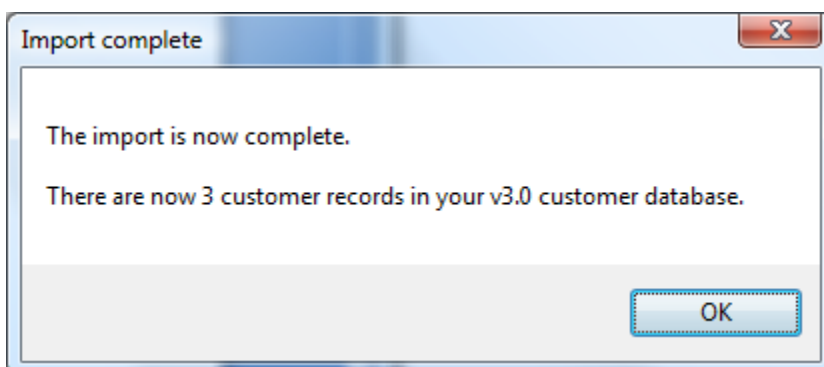 Import complete
The import is now complete.
There are now 3 customer records in your v3.0 customer database.
OK